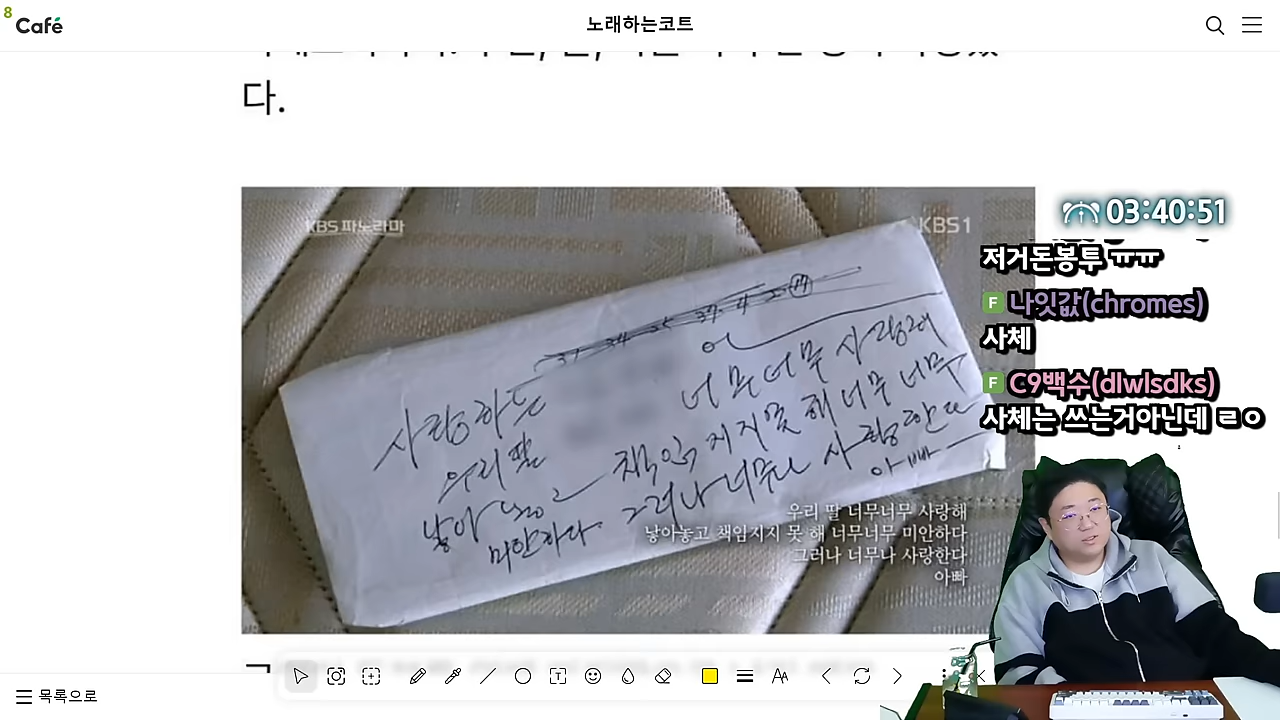 8
Café
노래하는코트
다.
KBS 파노라마
KBS1
사랑하는
우리 딸
너무너무 사랑해
낳아 놓고
책임지지 못 해 너무 너무
미안하다
그러나 너무나 사랑한다
아빠
우리 딸 너무너무 사랑해
낳아놓고 책임지지 못 해 너무너무 미안하다
그러나 너무나 사랑한다
아빠
03:40:51
저거돈봉투 ㅠㅠ
F 나잇값(chromes)
사체
F C9백수(dlwlsdks)
사체는 쓰는거아닌데 ㄹㅇ
T
AA
목록으로